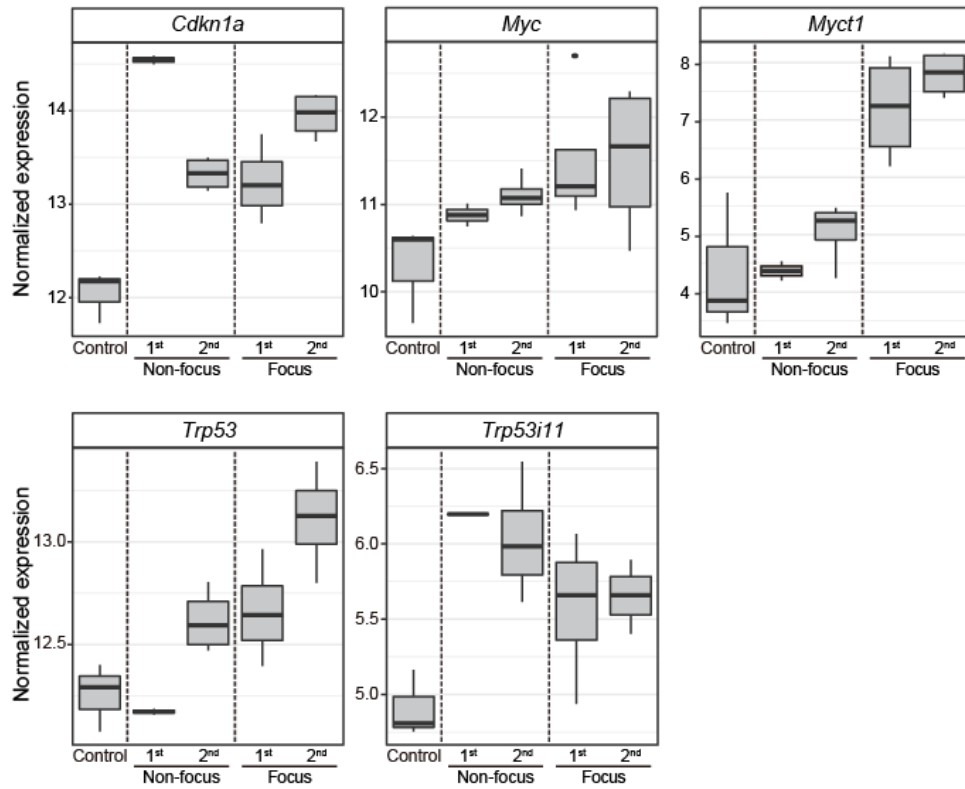 Cdkn1a
Myc
Myct1
Normalized expression
14
13
12
12
11
10
8
7
6
5
4
Control 1st 2nd 1st 2nd
Non-focus Focus
Control 1st 2nd 1st 2nd
Non-focus Focus
Control 1st 2nd 1st 2nd
Non-focus Focus
Trp53
Trp53i11
Normalized expression
13.0
12.5
6.5
6.0
5.5
5.0
Control 1st 2nd 1st 2nd
Non-focus Focus
Control 1st 2nd 1st 2nd
Non-focus Focus